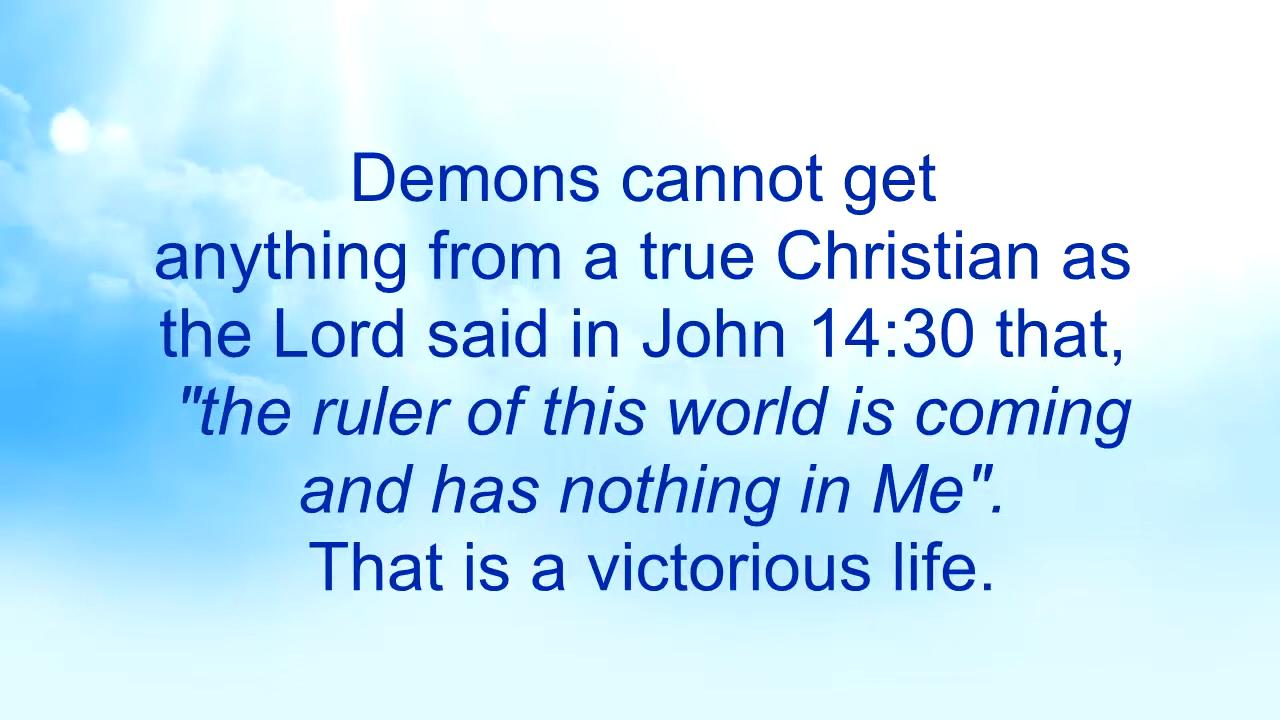 Demons cannot get
anything from a true Christian as
the Lord said in John 14:30 that,
"the ruler of this world is coming
and has nothing in Me".
That is a victorious life.